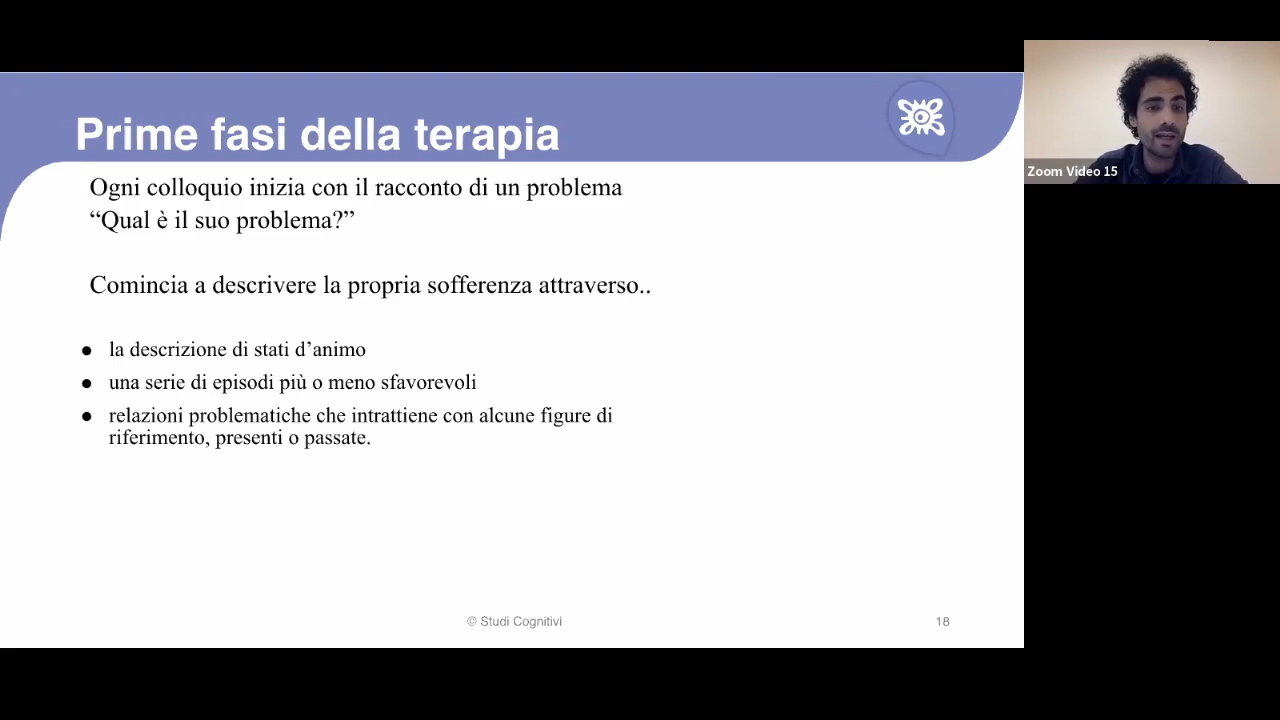 Prime fasi della terapia
Ogni colloquio inizia con il racconto di un problema
“Qual è il suo problema?”
Comincia a descrivere la propria sofferenza attraverso..
● la descrizione di stati d’animo
● una serie di episodi più o meno sfavorevoli
● relazioni problematiche che intrattiene con alcune figure di
riferimento, presenti o passate.
© Studi Cognitivi
18
Zoom Video 15